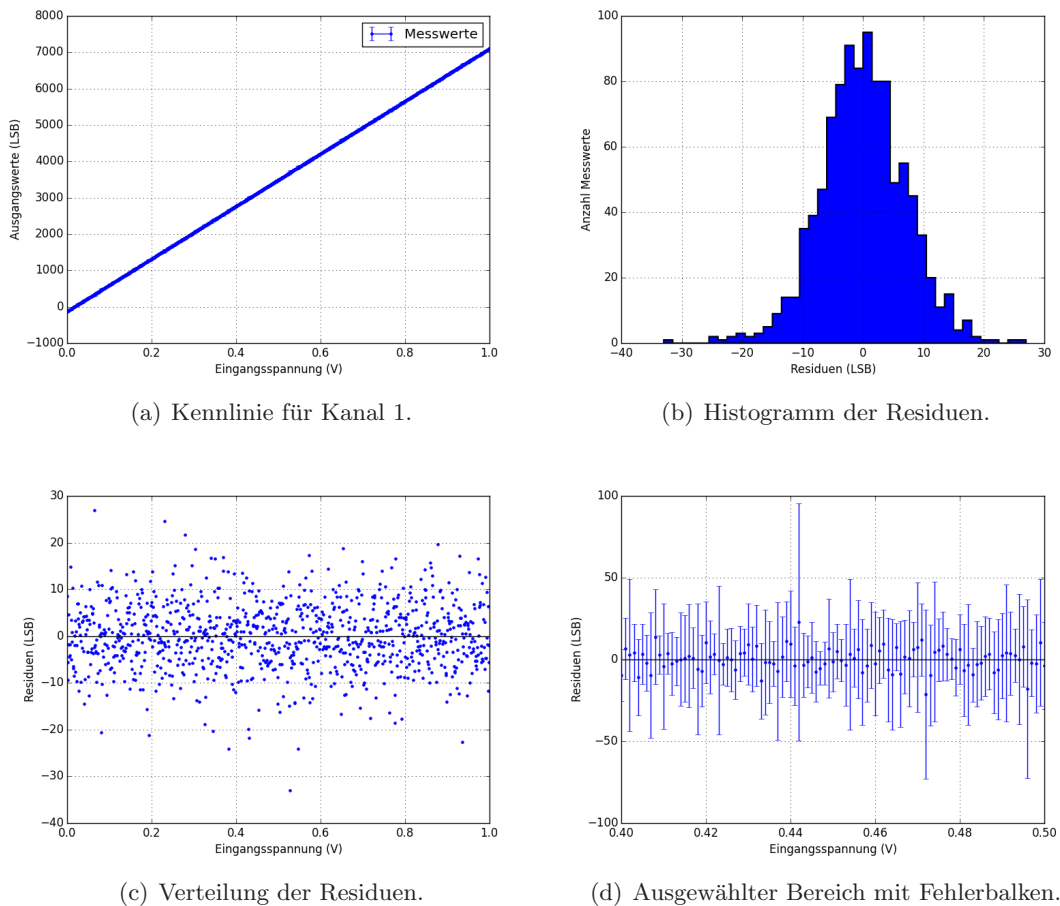 8000
7000
6000
5000
4000
3000
2000
1000
0
−1000
0.0 0.2 0.4 0.6 0.8 1.0
Ausgangswerte (LSB)
Eingangsspannung (V)
Messwerte
(a) Kennlinie für Kanal 1.
100
80
60
40
20
0
−40 −30 −20 −10 0 10 20 30
Anzahl Messwerte
Residuen (LSB)
(b) Histogramm der Residuen.
30
20
10
0
−10
−20
−30
−40
0.0 0.2 0.4 0.6 0.8 1.0
Residuen (LSB)
Eingangsspannung (V)
(c) Verteilung der Residuen.
100
50
0
−50
−100
0.40 0.42 0.44 0.46 0.48 0.50
Residuen (LSB)
Eingangsspannung (V)
(d) Ausgewählter Bereich mit Fehlerbalken.